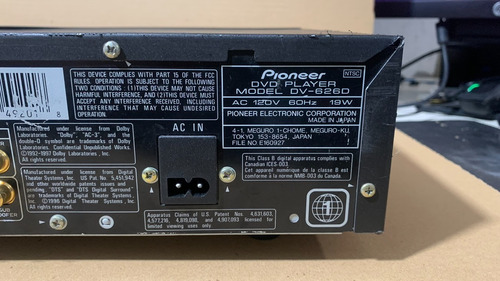 THIS DEVICE COMPLIES WITH PART 15 OF THE FCC
RULES. OPERATION IS SUBJECT TO THE FOLLOWING
TWO CONDITIONS : (1)THIS DEVICE MAY NOT CAUSE
HARMFUL INTERFERENCE, AND (2)THIS DEVICE MUST
ACCEPT ANY INTERFERENCE RECEIVED, INCLUDING
INTERFERENCE THAT MAY CAUSE UNDESIRED
OPERATION.
Manufactured under license from Dolby
Laboratories. "Dolby", "AC-3", and the
double-D symbol are trademarks of Dolby
Laboratories. Confidential Unpublished Works.
©1992-1997 Dolby Laboratories, Inc.
All rights reserved.
Manufactured under license from Digital
Theater Systems, Inc. US Pat. No. 5,451,942
and other worldwide patents issues and
"DTS" and "DTS Digital Surround"
are trademarks of Digital Theater Systems,
Inc. ©1996 Digital Theater Systems, Inc.
All rights reserved.
AC IN
Apparatus Claims of U.S. Patent Nos. 4,631,603,
4,577,216, 4,819,098, and 4,907,093 licensed for
limited viewing uses only.
Pioneer
NTSC
DVD PLAYER
MODEL DV-626D
AC 120V 60Hz 19W
PIONEER ELECTRONIC CORPORATION
MADE IN JAPAN
4-1, MEGURO 1-CHOME, MEGURO-KU,
TOKYO 153-8654, JAPAN
FILE NO E160927
This Class B digital apparatus complies with
Canadian ICES-003.
Cet appareil numérique de la classe B est
conforme à la norme NMB-003 du Canada.
1